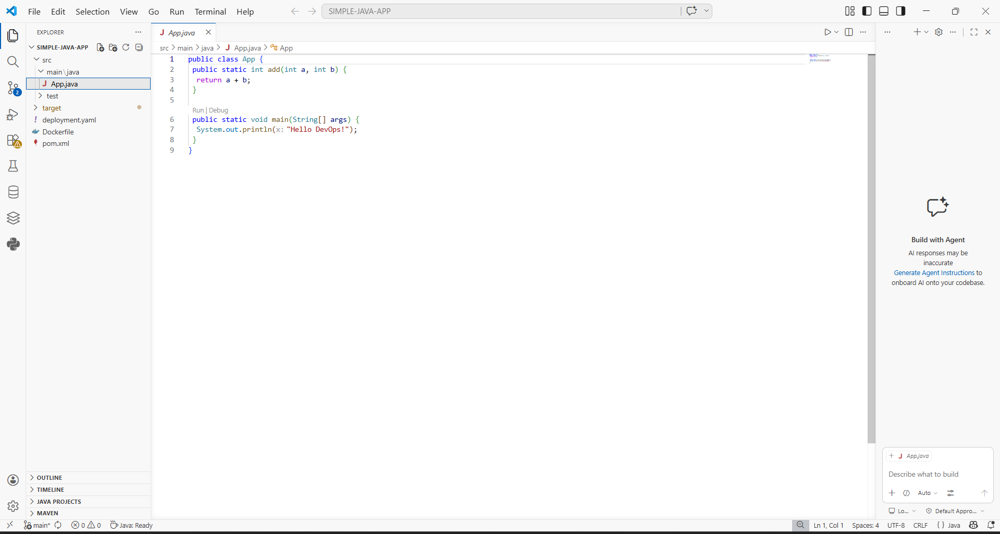 File Edit Selection View Go Run Terminal Help
SIMPLE-JAVA-APP
EXPLORER
SIMPLE-JAVA-APP
src
main\java
J App.java
test
target
! deployment.yaml
Dockerfile
pom.xml
OUTLINE
TIMELINE
JAVA PROJECTS
MAVEN
2
J App.java
src > main > java > J App.java > App
1 public class App {
2 public static int add(int a, int b) {
3 return a + b;
4 }
5
Run | Debug
6 public static void main(String[] args) {
7 System.out.println(x: "Hello DevOps!");
8 }
9 }
Build with Agent
AI responses may be
inaccurate
Generate Agent Instructions to
onboard AI onto your codebase.
J App.java
Describe what to build
Auto
Lo... Default Appro...
main* 0 0 Java: Ready
Ln 1, Col 1 Spaces: 4 UTF-8 CRLF { } Java